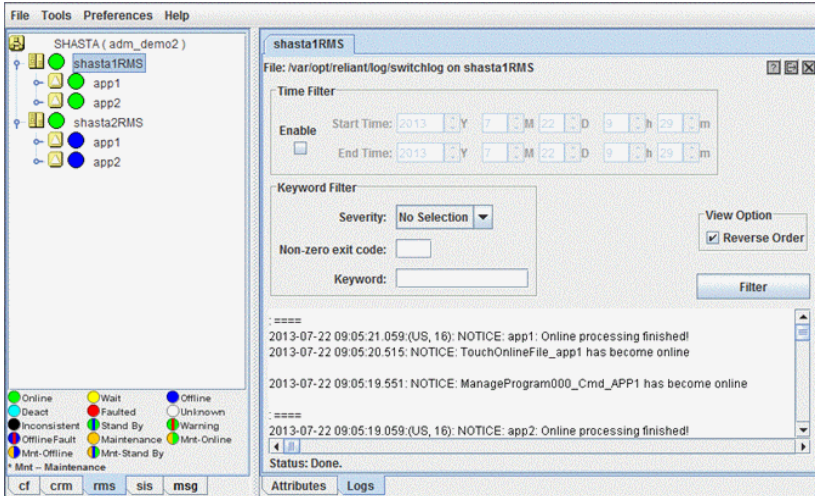 File Tools Preferences Help
SHASTA ( adm_demo2 )
shasta1RMS
app1
app2
shasta2RMS
app1
app2
Online Wait Offline
Deact Faulted Unknown
Inconsistent Stand By Warning
OfflineFault Maintenance Mnt-Online
Mnt-Offline Mnt-Stand By
* Mnt -- Maintenance
cf crm rms sis msg
shasta1RMS
File: /var/opt/reliant/log/switchlog on shasta1RMS
Time Filter
Enable
Start Time: 2013 Y 7 M 22 D 9 h 29 m
End Time: 2013 Y 7 M 22 D 9 h 29 m
Keyword Filter
Severity: No Selection
Non-zero exit code:
Keyword:
View Option
Reverse Order
Filter
: ====
2013-07-22 09:05:21.059:(US, 16): NOTICE: app1: Online processing finished!
2013-07-22 09:05:20.515: NOTICE: TouchOnlineFile_app1 has become online
2013-07-22 09:05:19.551: NOTICE: ManageProgram000_Cmd_APP1 has become online
: ====
2013-07-22 09:05:19.059:(US, 16): NOTICE: app2: Online processing finished!
Status: Done.
Attributes Logs